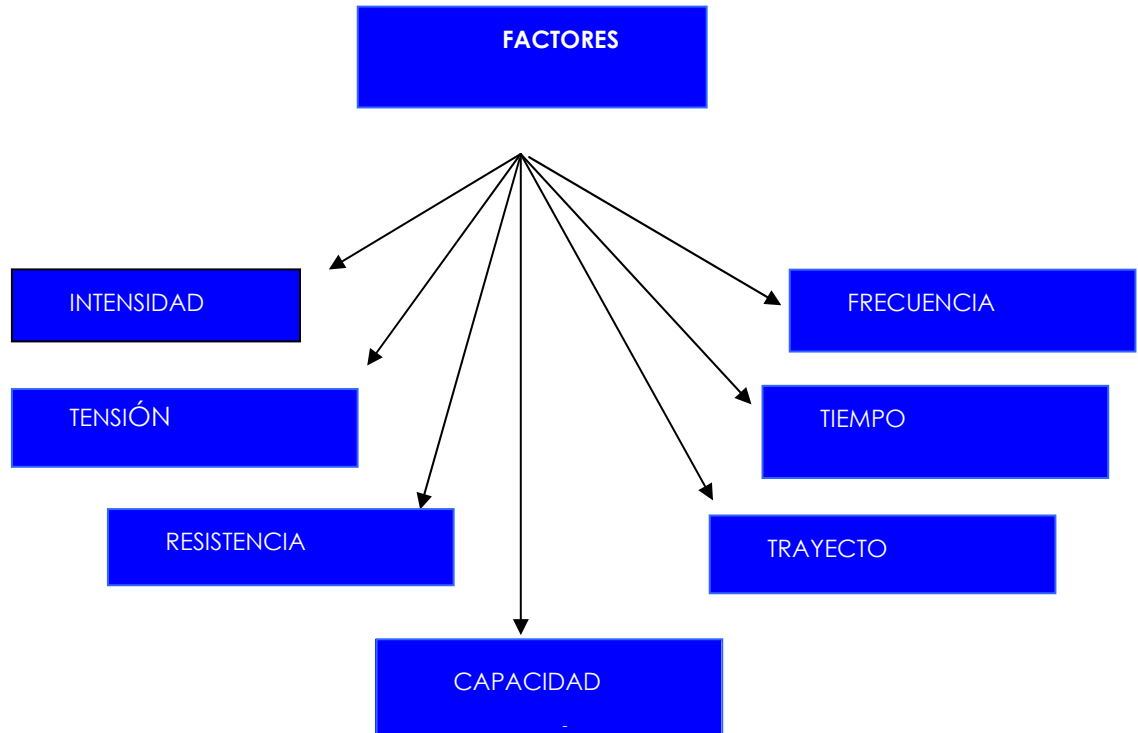 FACTORES
INTENSIDAD
FRECUENCIA
TENSIÓN
TIEMPO
RESISTENCIA
TRAYECTO
CAPACIDAD